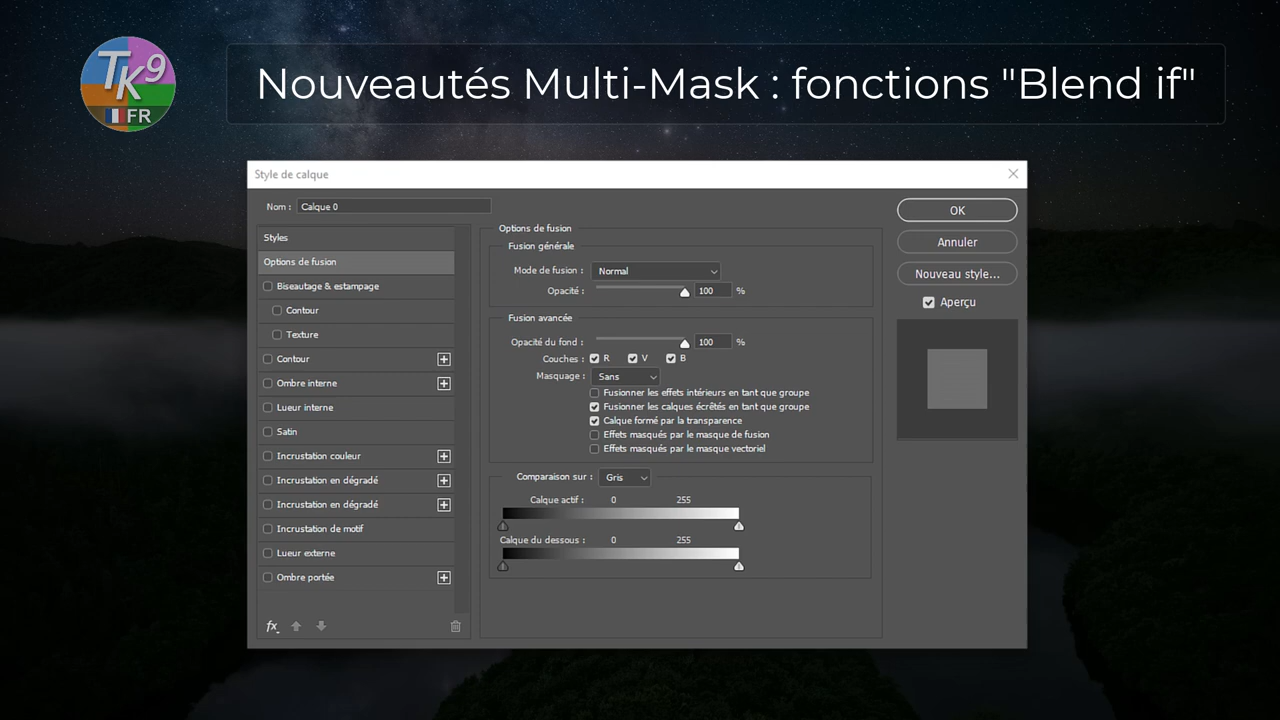 TK9
FR
Nouveautés Multi-Mask : fonctions "Blend if"
Style de calque
Nom : Calque 0
Styles
Options de fusion
Biseautage & estampage
Contour
Texture
Contour
Ombre interne
Lueur interne
Satin
Incrustation couleur
Incrustation en dégradé
Incrustation en dégradé
Incrustation de motif
Lueur externe
Ombre portée
fx
Options de fusion
Fusion générale
Mode de fusion : Normal
Opacité : 100 %
Fusion avancée
Opacité du fond : 100 %
Couches : R V B
Masquage : Sans
Fusionner les effets intérieurs en tant que groupe
Fusionner les calques écrêtés en tant que groupe
Calque formé par la transparence
Effets masqués par le masque de fusion
Effets masqués par le masque vectoriel
Comparaison sur : Gris
Calque actif : 0 255
Calque du dessous : 0 255
OK
Annuler
Nouveau style...
Aperçu